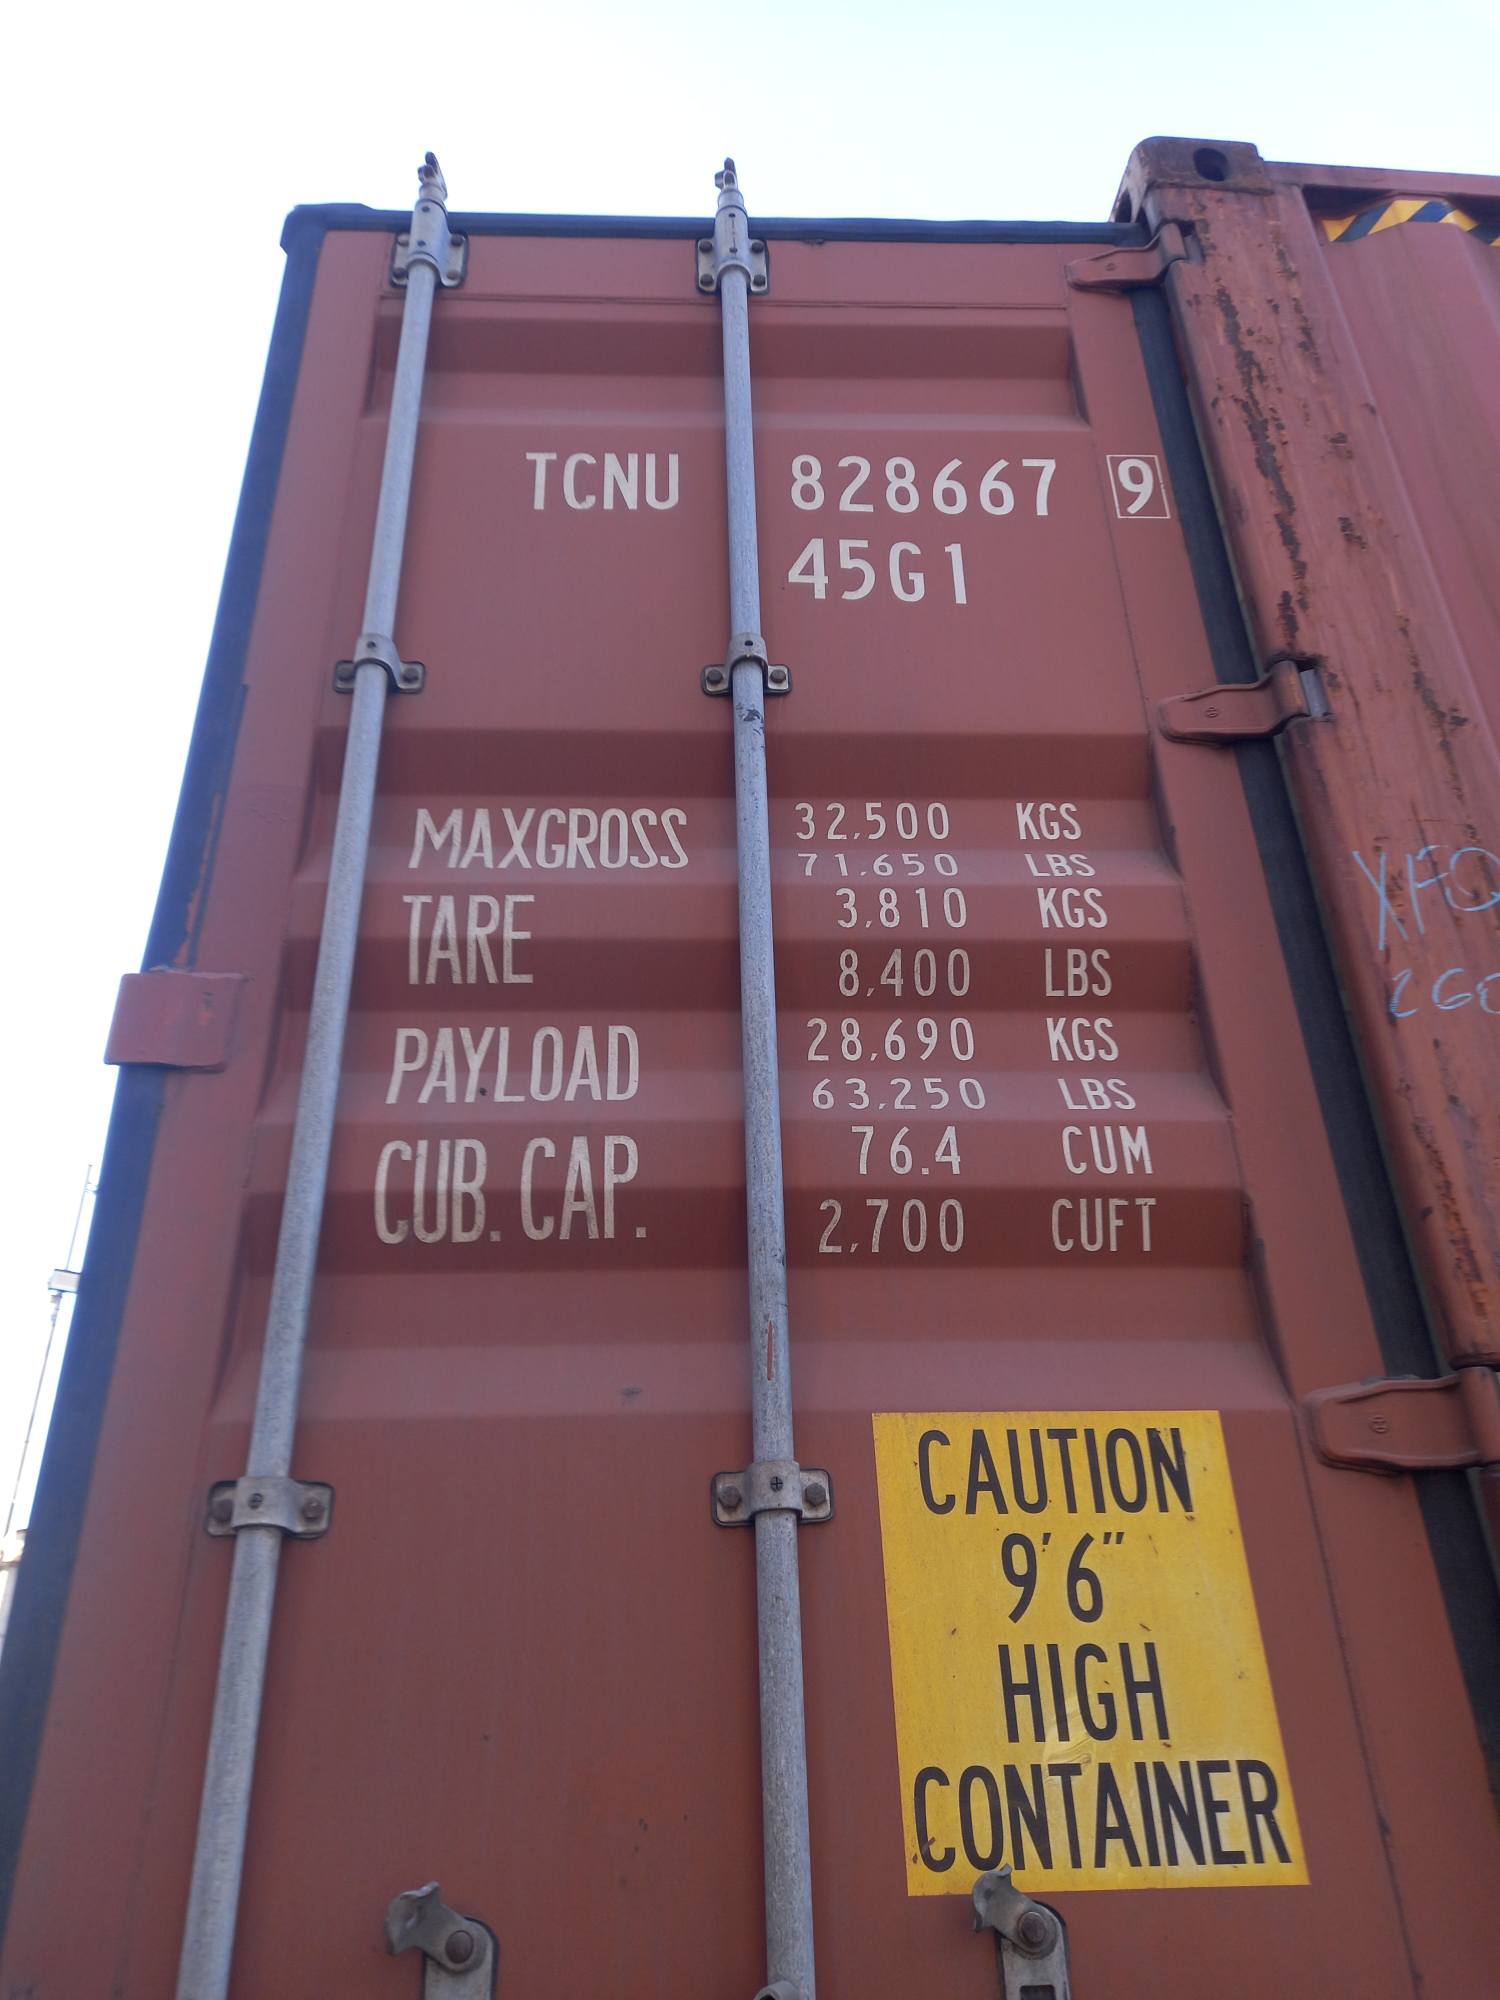 TCNU 828667 9
45G1
MAXGROSS 32,500 KGS
71,650 LBS
TARE 3,810 KGS
8,400 LBS
PAYLOAD 28,690 KGS
63,250 LBS
CUB. CAP. 76.4 CUM
2,700 CUFT
CAUTION
9'6"
HIGH
CONTAINER